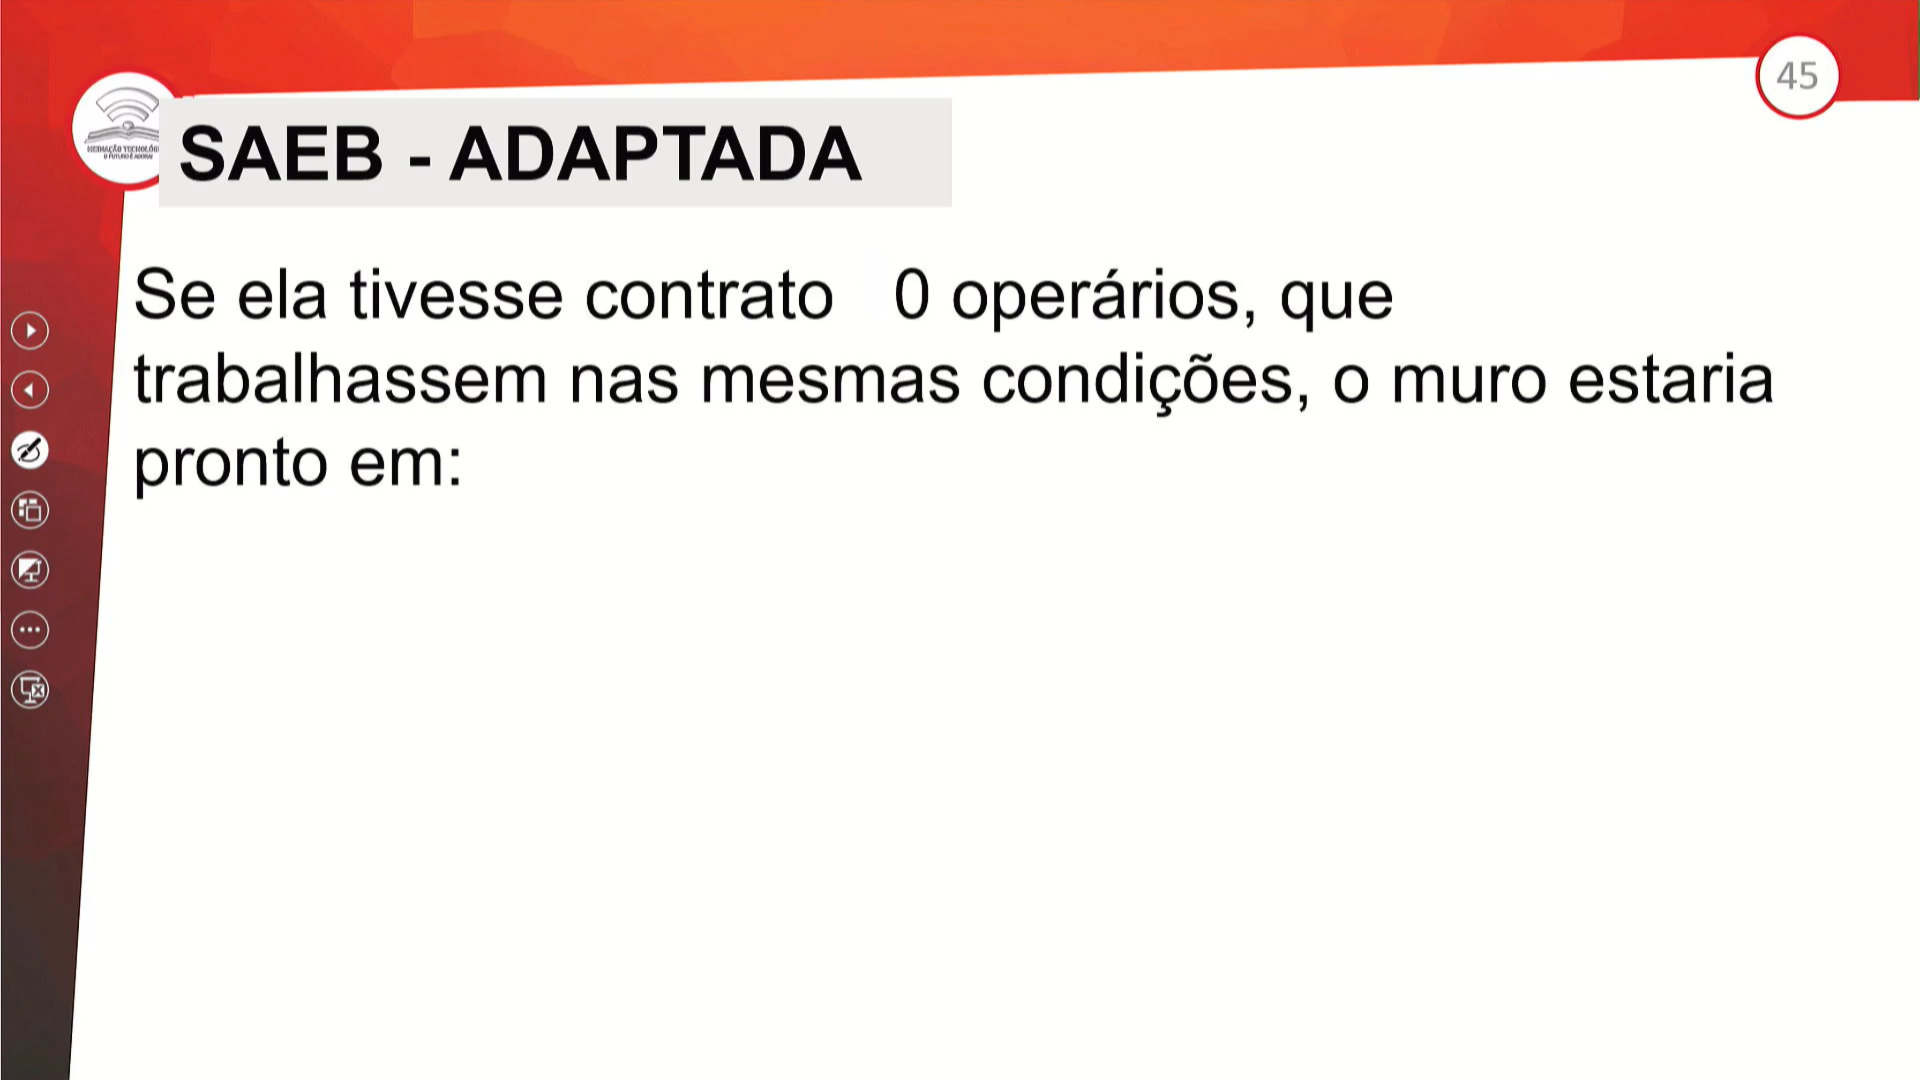 45
SAEB - ADAPTADA
Se ela tivesse contrato 0 operários, que
trabalhassem nas mesmas condições, o muro estaria
pronto em: